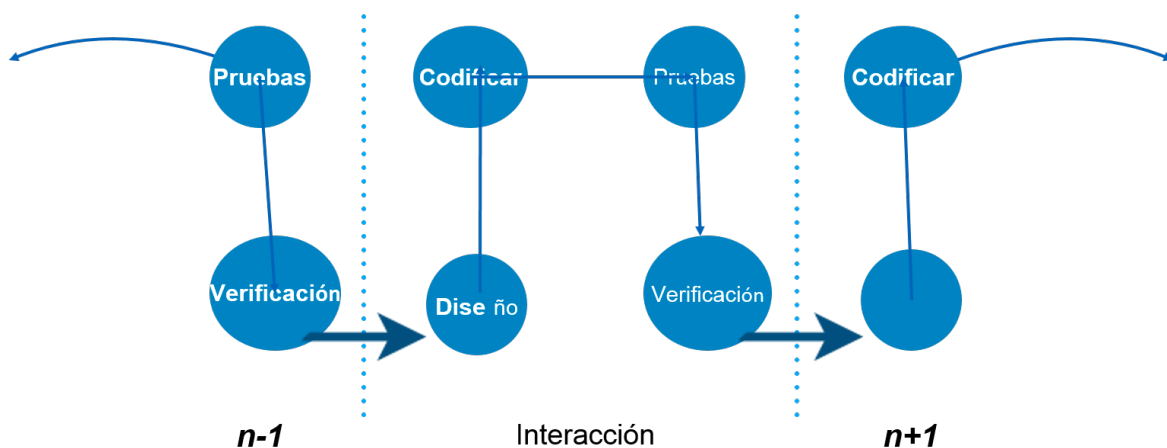 Pruebas
Codificar
Pruebas
Codificar
Verificación
Dise ño
Verificación
n-1
Interacción
n+1